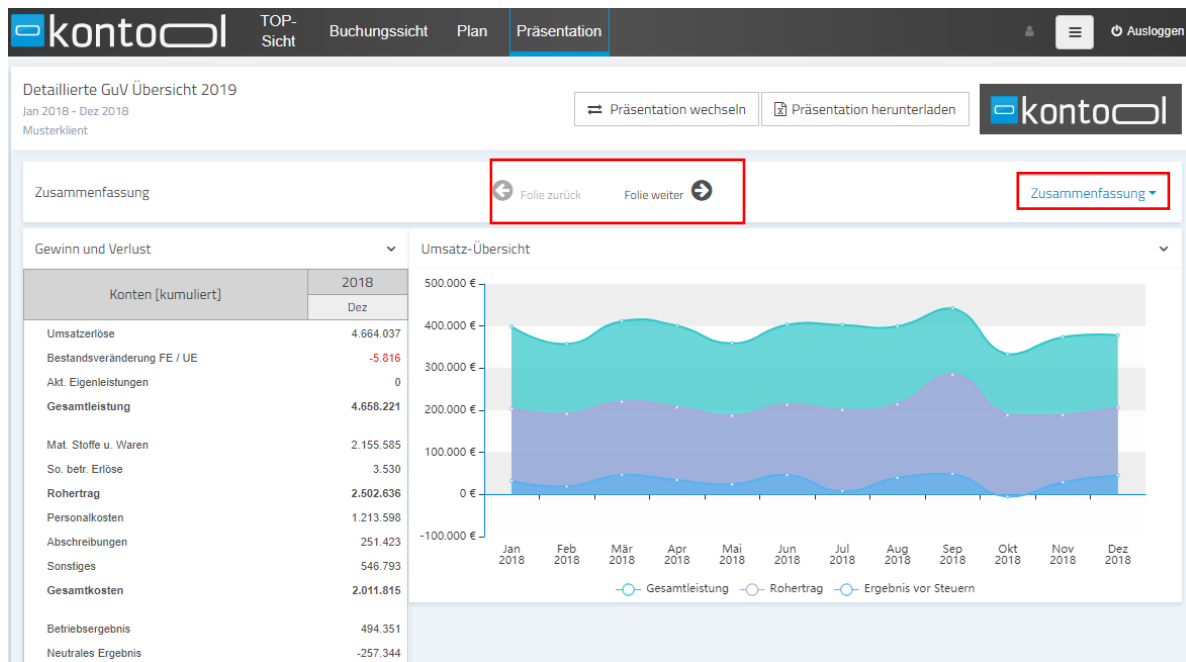 kontool
TOP-
Sicht
Buchungssicht
Plan
Präsentation
Ausloggen
Detaillierte GuV Übersicht 2019
Jan 2018 - Dez 2018
Musterklient
Präsentation wechseln
Präsentation herunterladen
kontool
Zusammenfassung
Folie zurück
Folie weiter
Zusammenfassung
Gewinn und Verlust
Konten [kumuliert]
2018
Dez
Umsatzerlöse 4.664.037
Bestandsveränderung FE / UE -5.816
Akt. Eigenleistungen 0
Gesamtleistung 4.658.221
Mat. Stoffe u. Waren 2.155.585
So. betr. Erlöse 3.530
Rohertrag 2.502.636
Personalkosten 1.213.598
Abschreibungen 251.423
Sonstiges 546.793
Gesamtkosten 2.011.815
Betriebsergebnis 494.351
Neutrales Ergebnis -257.344
Umsatz-Übersicht
500.000 €
400.000 €
300.000 €
200.000 €
100.000 €
0 €
-100.000 €
Jan Feb Mär Apr Mai Jun Jul Aug Sep Okt Nov Dez
2018 2018 2018 2018 2018 2018 2018 2018 2018 2018 2018 2018
Gesamtleistung Rohertrag Ergebnis vor Steuern